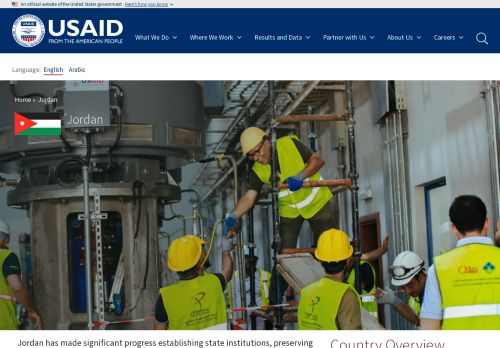 An official website of the United States government Here's how you know
USAID
FROM THE AMERICAN PEOPLE
What We Do Where We Work Results and Data Partner with Us About Us Careers
Language: English Arabic
USAID
Home › Jordan
Jordan
Jordan has made significant progress establishing state institutions, preserving
Country Overview